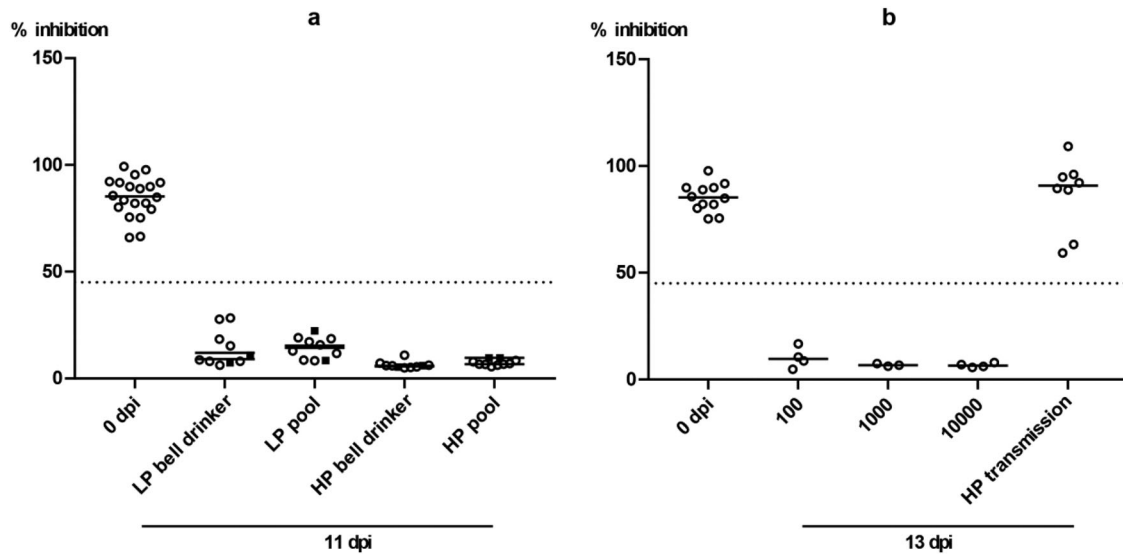 a
% inhibition
150
100
50
0
0 dpi
LP bell drinker
LP pool
HP bell drinker
HP pool
11 dpi
b
% inhibition
150
100
50
0
0 dpi
100
1000
10000
HP transmission
13 dpi